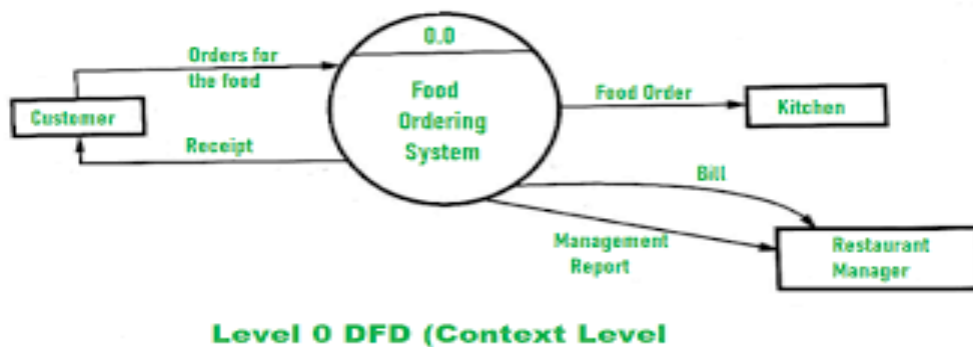 0.0
Orders for
the food
Customer
Receipt
Food
Ordering
System
Food Order
Kitchen
Bill
Management
Report
Restaurant
Manager
Level 0 DFD (Context Level